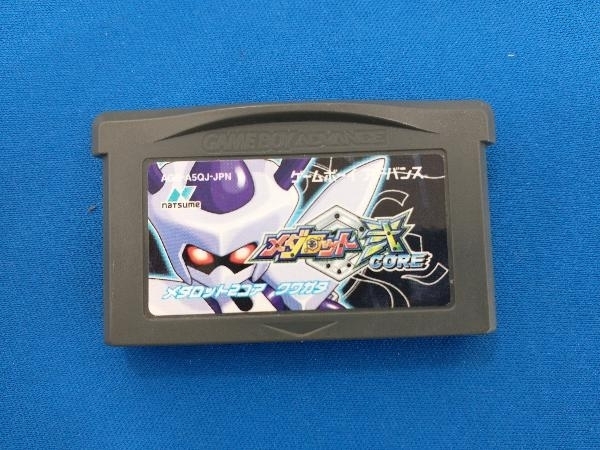 GAME BOY ADVANCE
AGB-A5QJ-JPN
ゲームボーイアドバンス
natsume
メダロット弐
CORE
メダロット2コア クワガタ